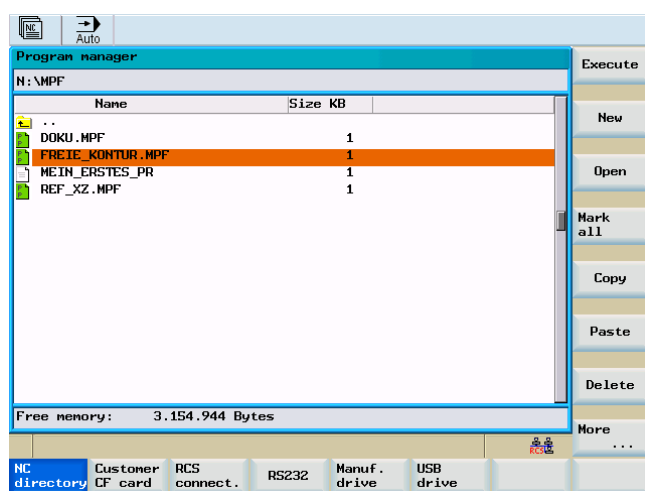 NC
Auto
Program manager
N:\MPF
Name Size KB
..
DOKU.MPF 1
FREIE_KONTUR.MPF 1
MEIN_ERSTES_PR 1
REF_XZ.MPF 1
Free memory: 3.154.944 Bytes
Execute
New
Open
Mark
all
Copy
Paste
Delete
More
...
RCS
NC
directory
Customer
CF card
RCS
connect.
RS232
Manuf.
drive
USB
drive